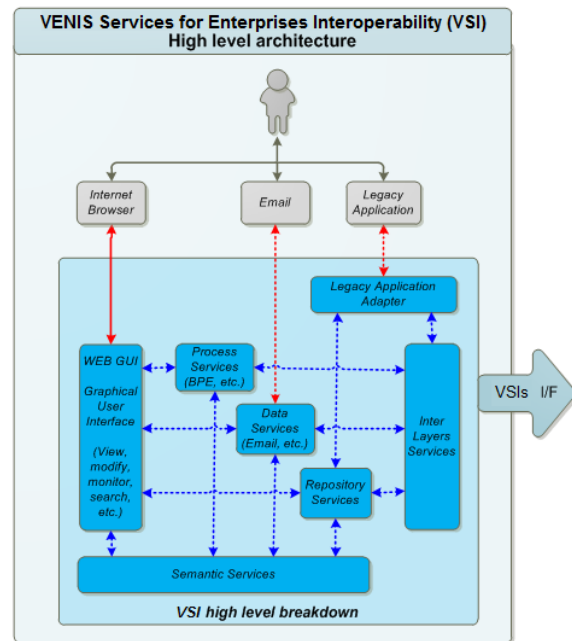 VENIS Services for Enterprises Interoperability (VSI)
High level architecture
Internet
Browser
Email
Legacy
Application
Legacy Application
Adapter
WEB GUI
Graphical
User
Interface
(View,
modify,
monitor,
search,
etc.)
Process
Services
(BPE, etc.)
Data
Services
(Email, etc.)
Inter
Layers
Services
VSIs I/F
Repository
Services
Semantic Services
VSI high level breakdown